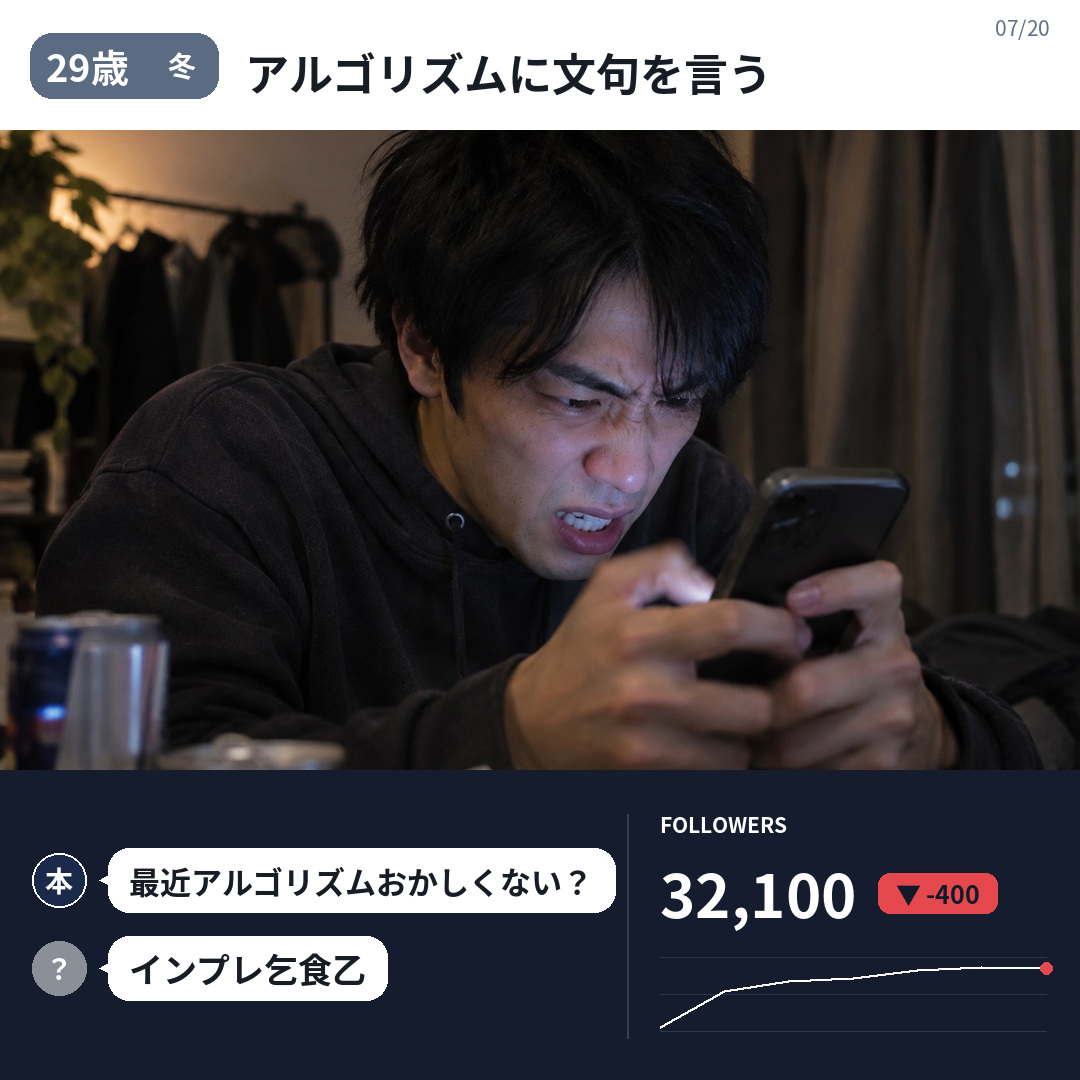 07/20
29歳 冬
アルゴリズムに文句を言う
本
最近アルゴリズムおかしくない？
？
インプレ乞食乙
FOLLOWERS
32,100
▼ -400